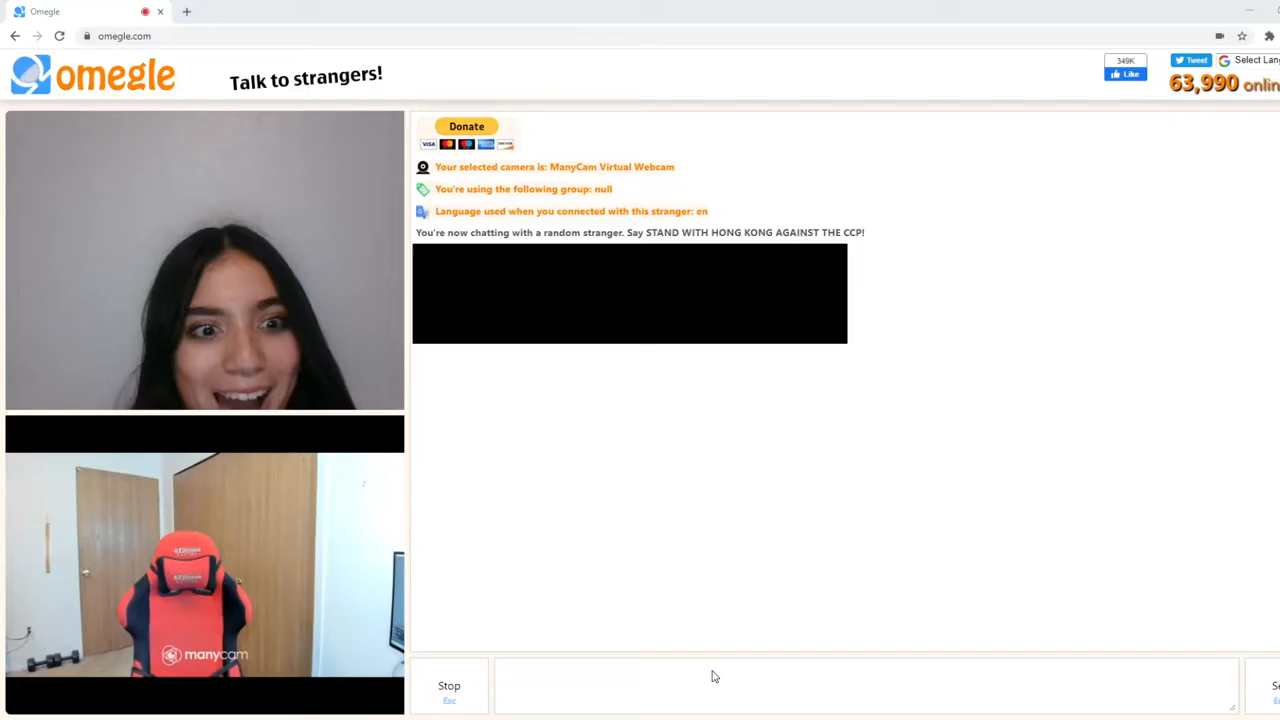 Omegle
omegle.com
omegle
Talk to strangers!
349K
Like
Tweet
Select Lang
63,990 onlin
Donate
VISA
Your selected camera is: ManyCam Virtual Webcam
You're using the following group: null
Language used when you connected with this stranger: en
You're now chatting with a random stranger. Say STAND WITH HONG KONG AGAINST THE CCP!
manycam
Stop
Esc
Se